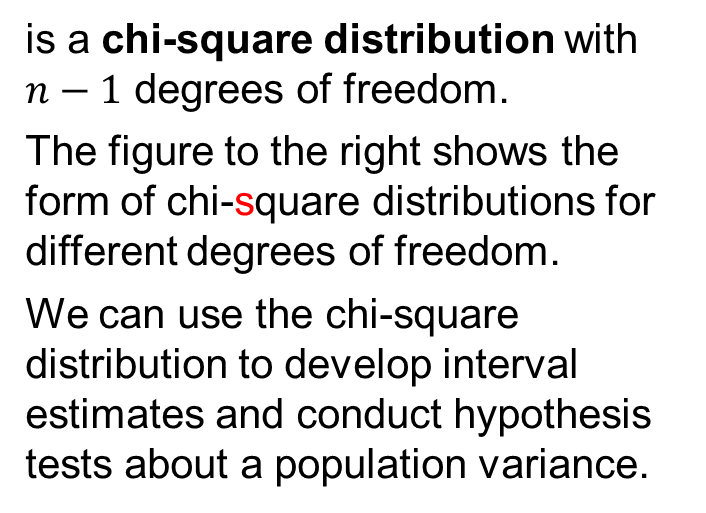 is a chi-square distribution with
n − 1 degrees of freedom.
The figure to the right shows the
form of chi-square distributions for
different degrees of freedom.
We can use the chi-square
distribution to develop interval
estimates and conduct hypothesis
tests about a population variance.